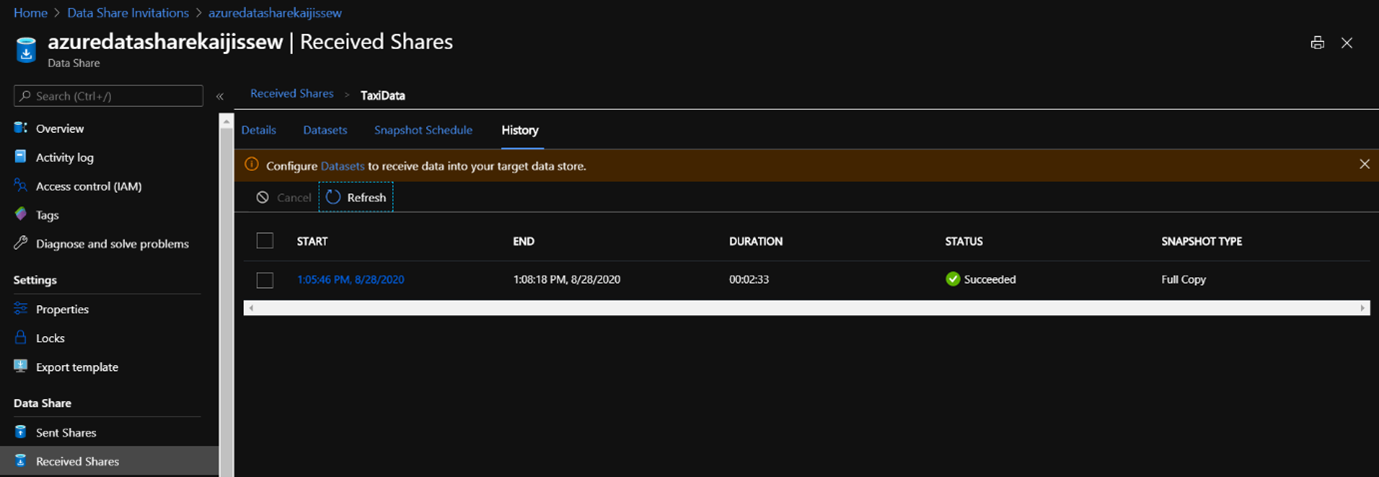 Home > Data Share Invitations > azuredatasharekaijissew
azuredatasharekaijissew | Received Shares
Data Share
Search (Ctrl+/)
«
Overview
Activity log
Access control (IAM)
Tags
Diagnose and solve problems
Settings
Properties
Locks
Export template
Data Share
Sent Shares
Received Shares
Received Shares > TaxiData
Details Datasets Snapshot Schedule History
Configure Datasets to receive data into your target data store.
Cancel Refresh
START END DURATION STATUS SNAPSHOT TYPE
1:05:46 PM, 8/28/2020 1:08:18 PM, 8/28/2020 00:02:33 Succeeded Full Copy